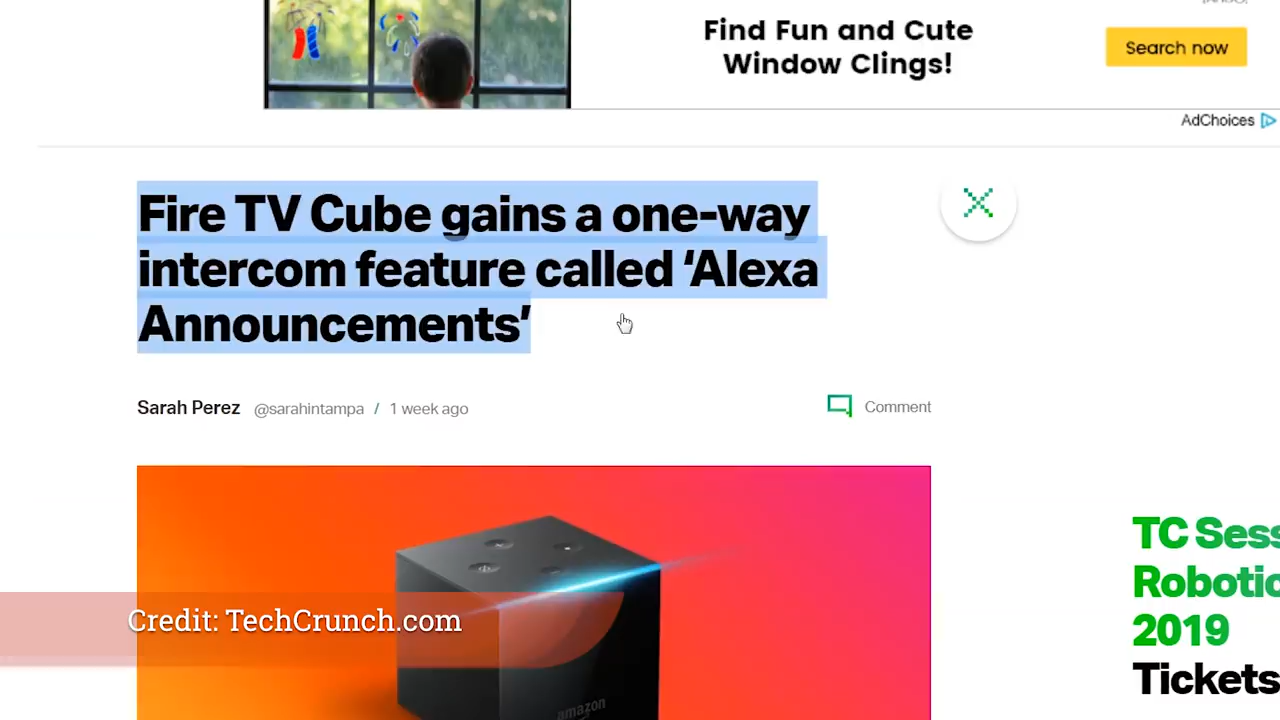 Find Fun and Cute
Window Clings!
Search now
AdChoices
Fire TV Cube gains a one-way
intercom feature called ‘Alexa
Announcements’
Sarah Perez @sarahintampa / 1 week ago
Comment
TC Sess
Robotic
2019
Tickets
Credit: TechCrunch.com
amazon